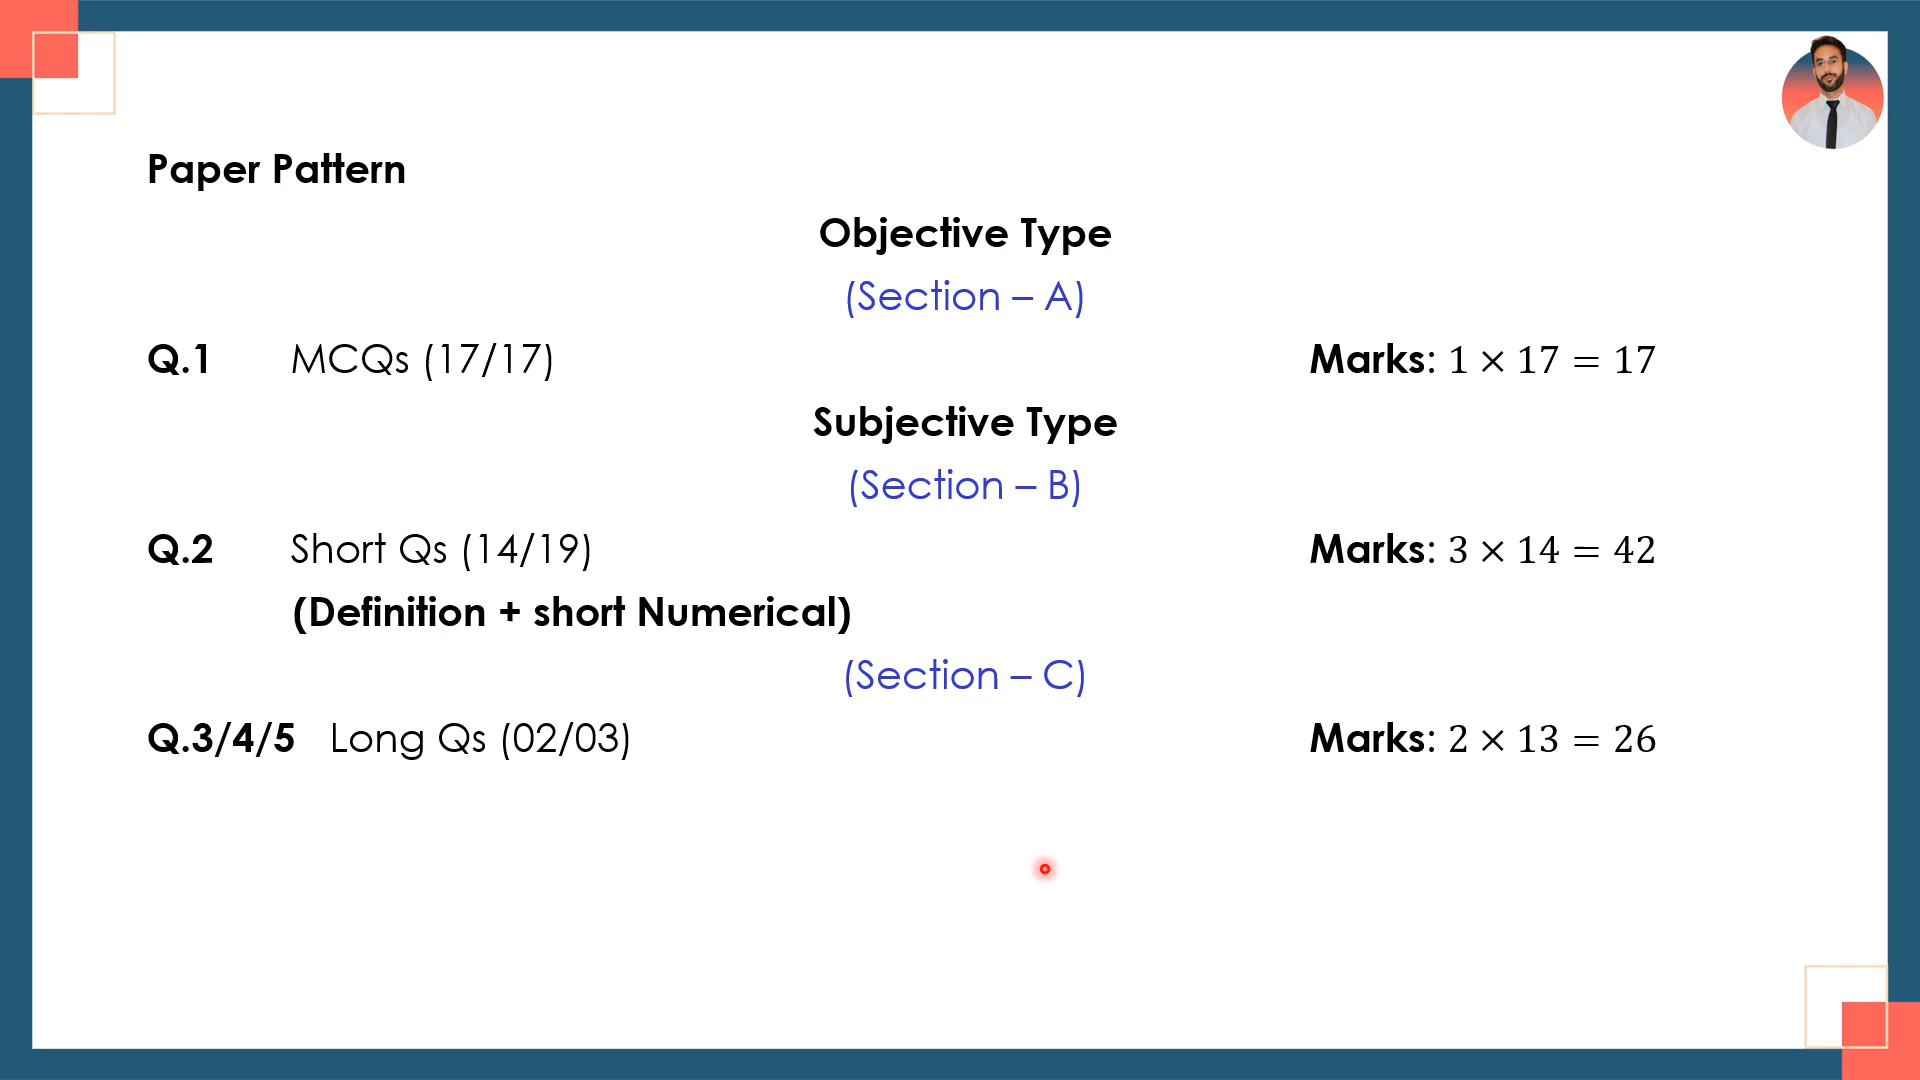 Paper Pattern
Objective Type
(Section – A)
Q.1 MCQs (17/17) Marks: 1 × 17 = 17
Subjective Type
(Section – B)
Q.2 Short Qs (14/19) Marks: 3 × 14 = 42
(Definition + short Numerical)
(Section – C)
Q.3/4/5 Long Qs (02/03) Marks: 2 × 13 = 26